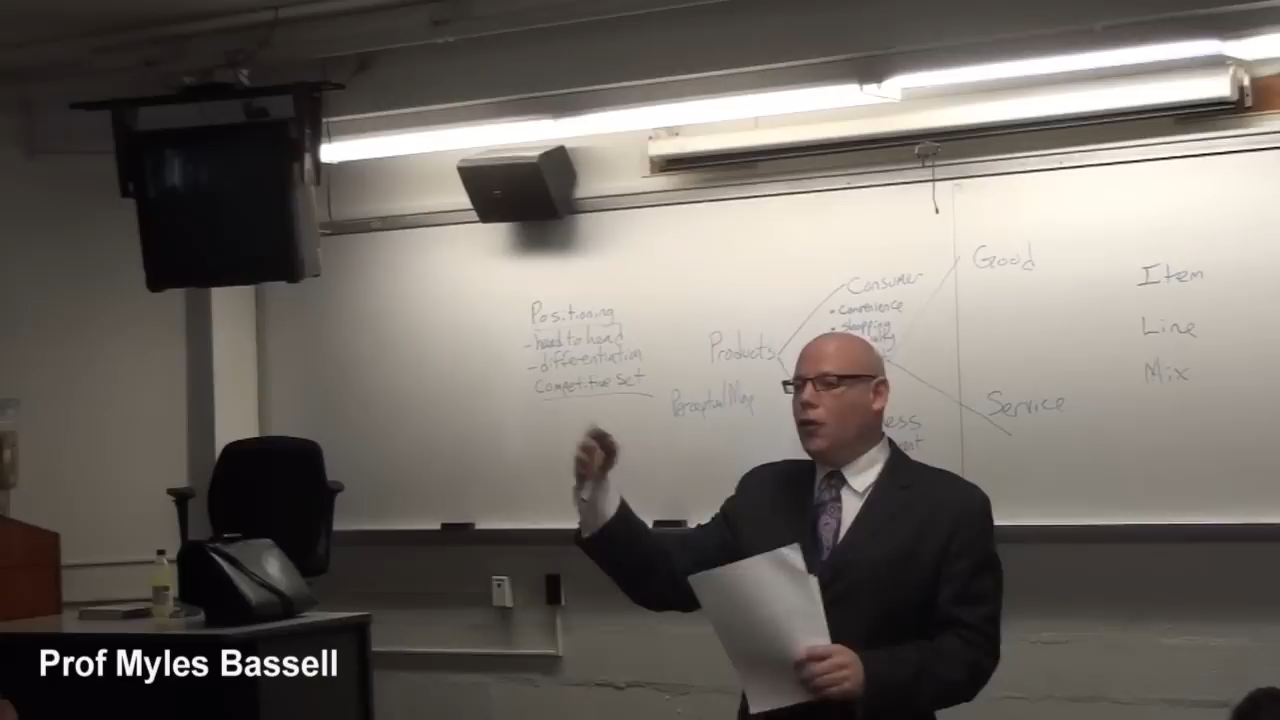 Positioning
- head to head
- differentiation
Competitive Set
Products
Perceptual Map
Consumer
• convenience
• shopping
Good
Service
Item
Line
Mix
Prof Myles Bassell